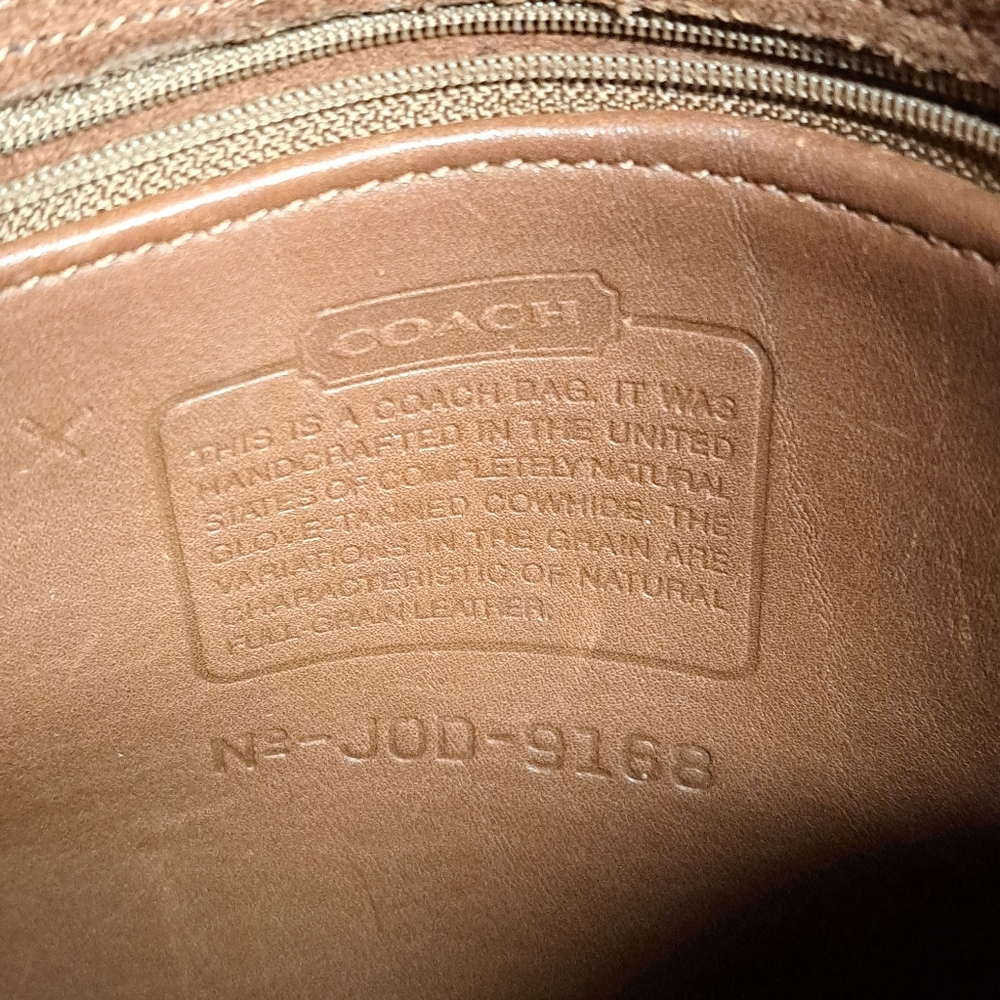 COACH
THIS IS A COACH BAG. IT WAS
HANDCRAFTED IN THE UNITED
STATES OF COMPLETELY NATURAL
GLOVE-TANNED COWHIDE. THE
VARIATIONS IN THE GRAIN ARE
CHARACTERISTIC OF NATURAL
FULL-GRAIN LEATHER.
Nº-JOD-9168
X